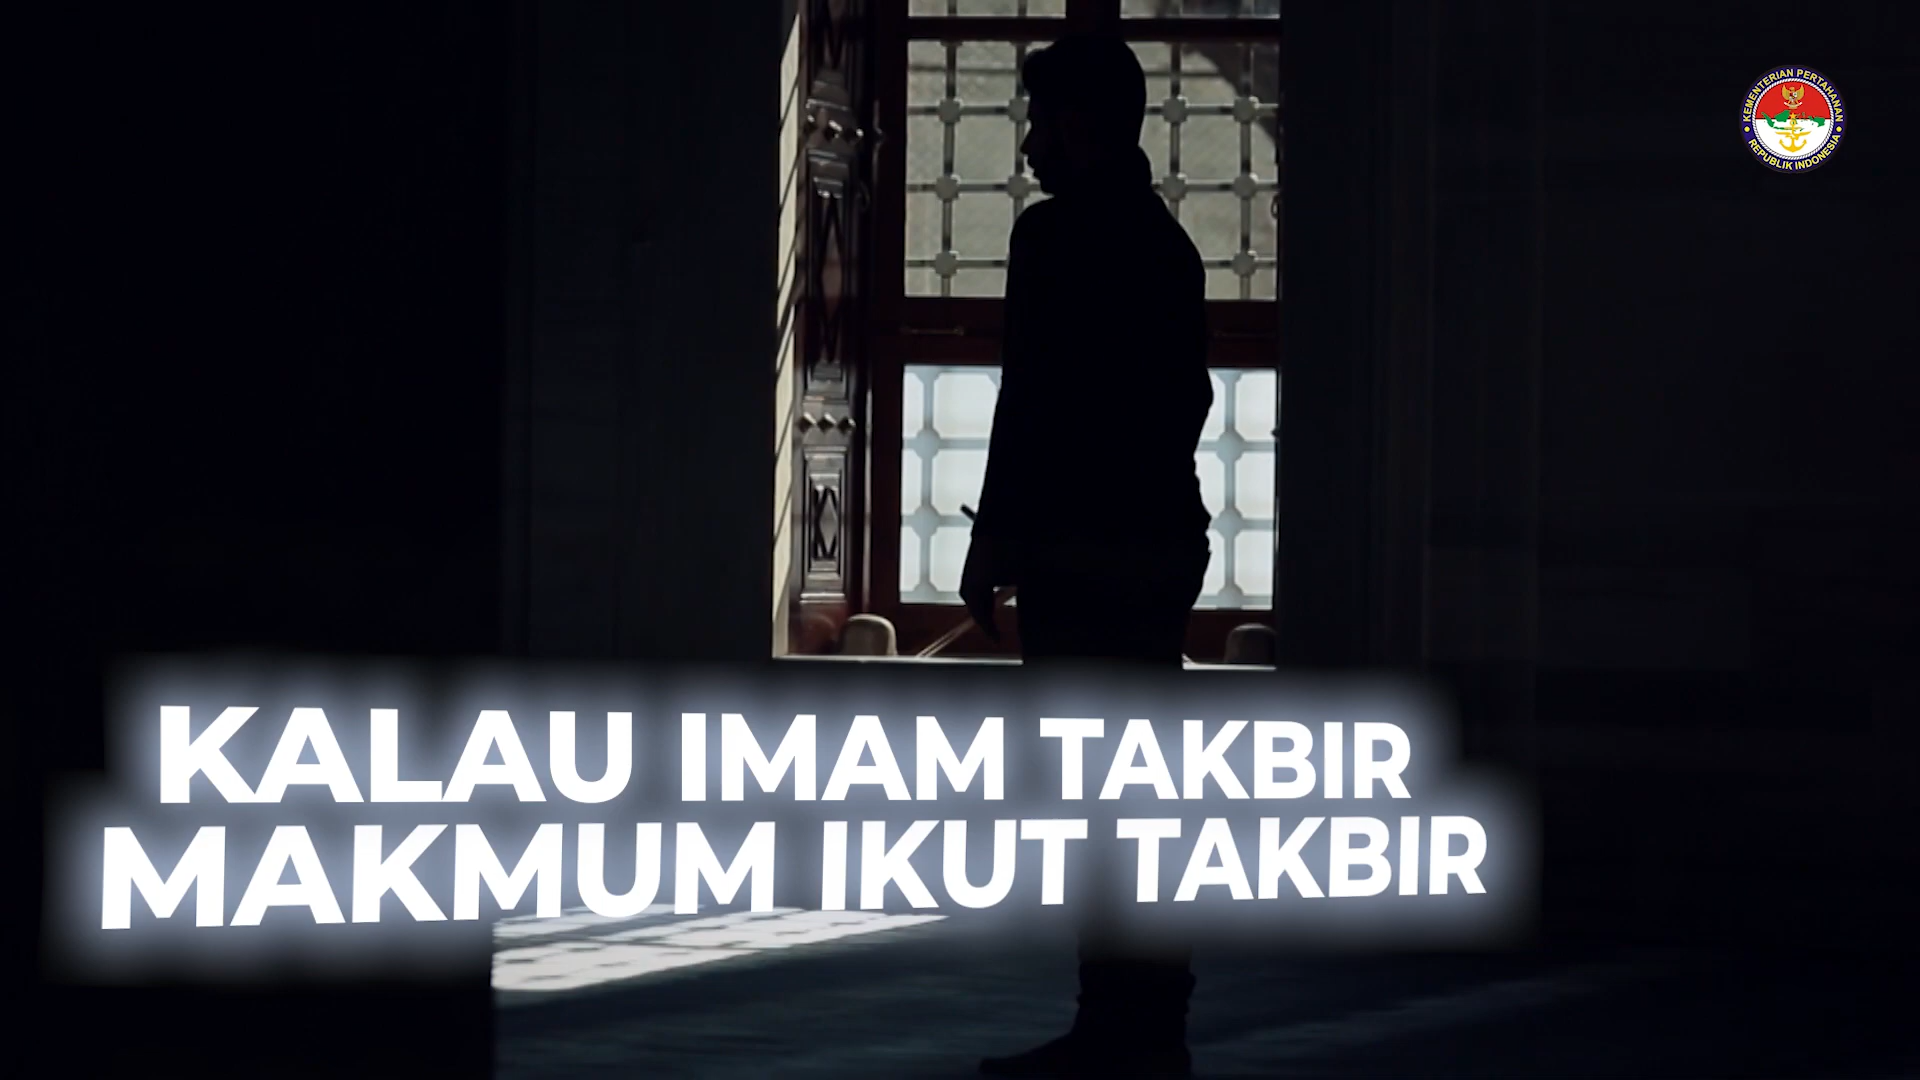 KEMENTERIAN PERTAHANAN
REPUBLIK INDONESIA
KALAU IMAM TAKBIR
MAKMUM IKUT TAKBIR